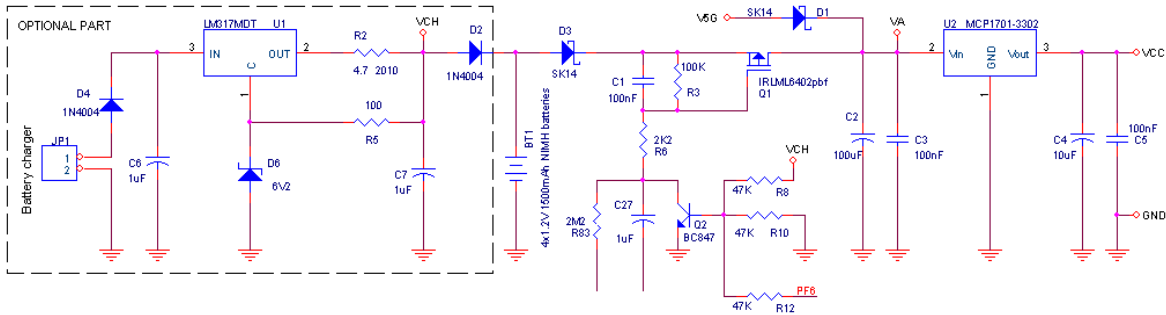 OPTIONAL PART
LM317MDT U1
3
IN OUT
C
2
1
R2
4.7 2010
VCH
D2
1N4004
D4
1N4004
JP1
1
2
Battery charger
C6
1uF
100
R5
D6
6V2
C7
1uF
BT1
4x1.2V 1500mAh NIMH batteries
D3
SK14
C1
100nF
100K
R3
IRLML6402pbf
Q1
2K2
R6
2M2
R83
C27
1uF
Q2
BC847
VCH
47K
R8
47K
R10
47K
R12
PF6
V5G
SK14
D1
VA
C2
100uF
C3
100nF
U2 MCP1701-3302
2
Vin
GND
Vout
3
1
VCC
C4
10uF
100nF
C5
GND